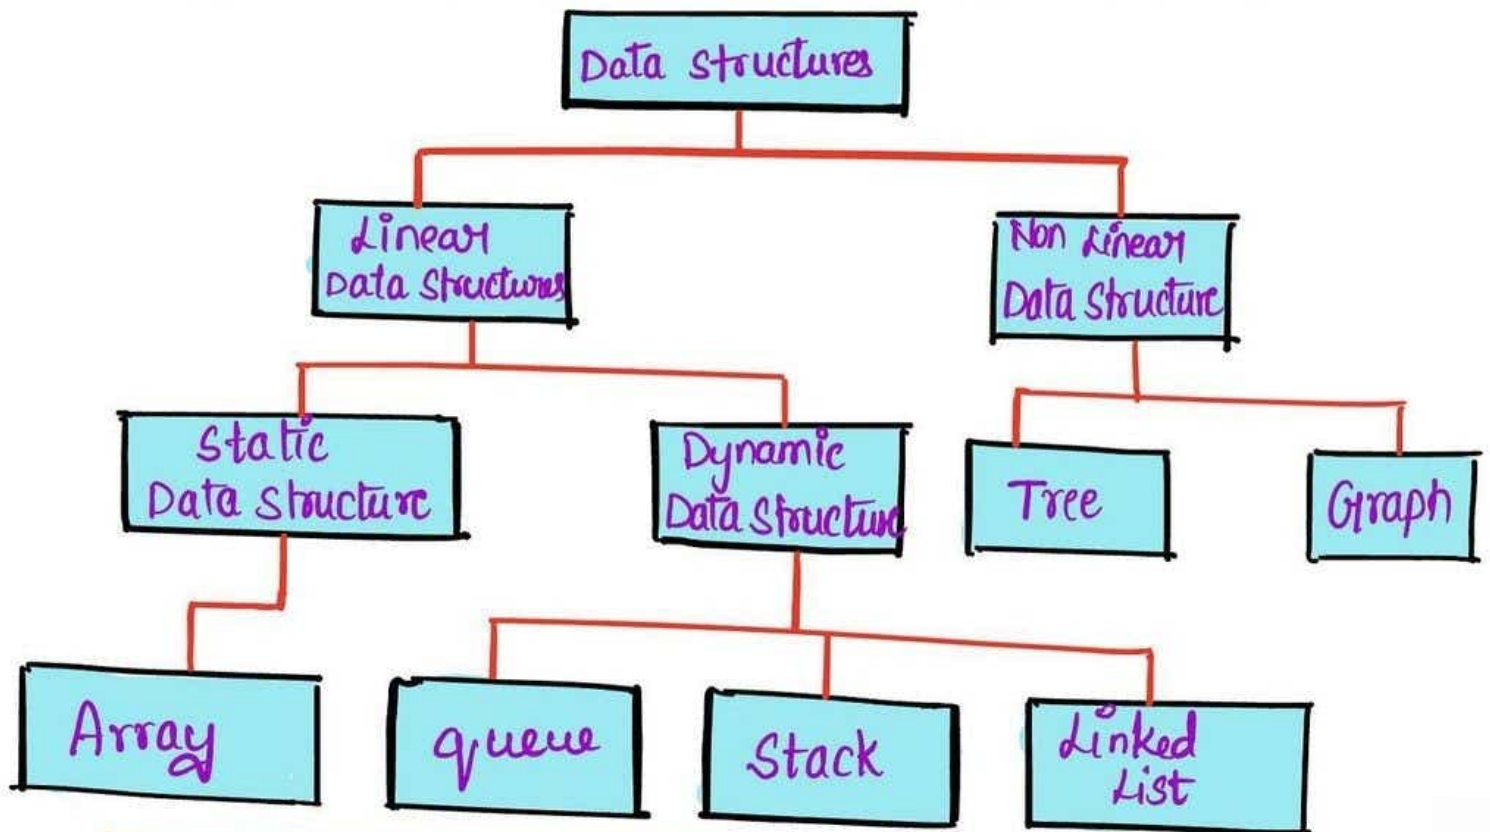 Data Structures
Linear
Data Structures
Non Linear
Data Structure
Static
Data Structure
Dynamic
Data Structure
Tree
Graph
Array
queue
Stack
Linked
List